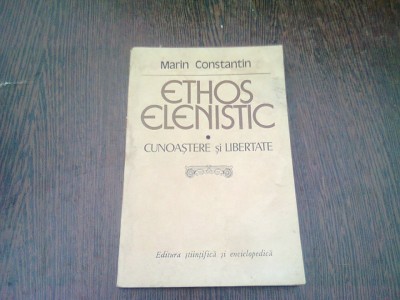 Marin Constantin
ETHOS
ELENISTIC
•
CUNOAȘTERE și LIBERTATE
Editura științifică și enciclopedică